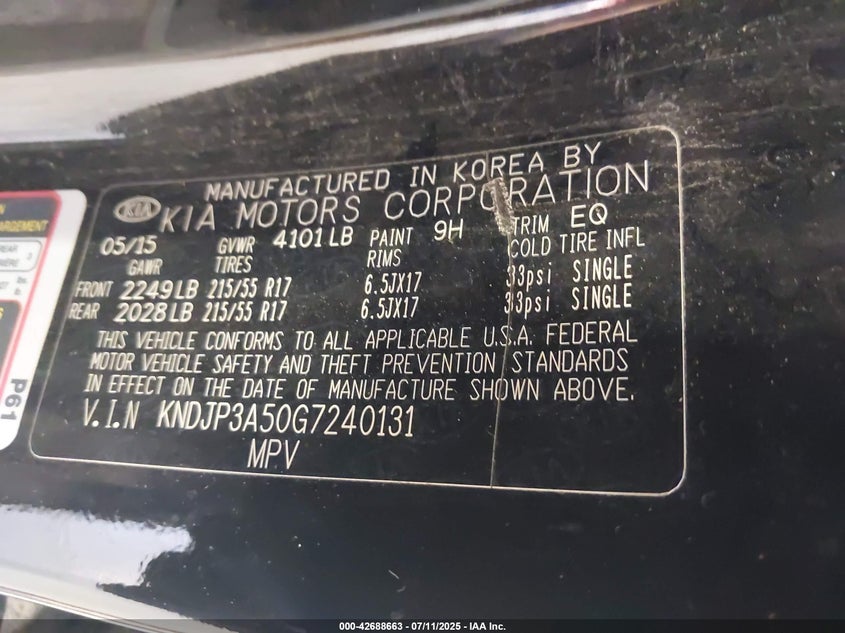 MANUFACTURED IN KOREA BY
KIA KIA MOTORS CORPORATION
05/15 GVWR 4101 LB PAINT 9H TRIM EQ
GAWR TIRES RIMS COLD TIRE INFL
FRONT 2249 LB 215/55 R17 6.5JX17 33psi SINGLE
REAR 2028 LB 215/55 R17 6.5JX17 33psi SINGLE
THIS VEHICLE CONFORMS TO ALL APPLICABLE U.S.A. FEDERAL
MOTOR VEHICLE SAFETY AND THEFT PREVENTION STANDARDS
IN EFFECT ON THE DATE OF MANUFACTURE SHOWN ABOVE.
V.I.N KNDJP3A50G7240131
MPV
P61
000-42688663 - 07/11/2025 - IAA Inc.